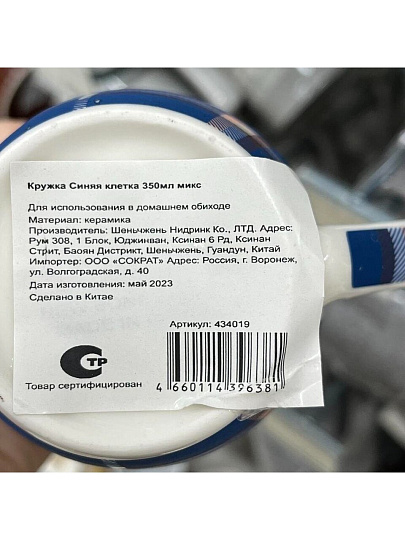 Кружка Синяя клетка 350мл микс
Для использования в домашнем обиходе
Материал: керамика
Производитель: Шеньчжень Нидринк Ко., ЛТД. Адрес:
Рум 308, 1 Блок, Юджинван, Ксинан 6 Рд, Ксинан
Стрит, Баоян Дистрикт, Шеньчжень, Гуандун, Китай
Импортер: ООО «СОКРАТ» Адрес: Россия, г. Воронеж,
ул. Волгоградская, д. 40
Дата изготовления: май 2023
Сделано в Китае
Артикул: 434019
СТР
Товар сертифицирован
4 660114 396381